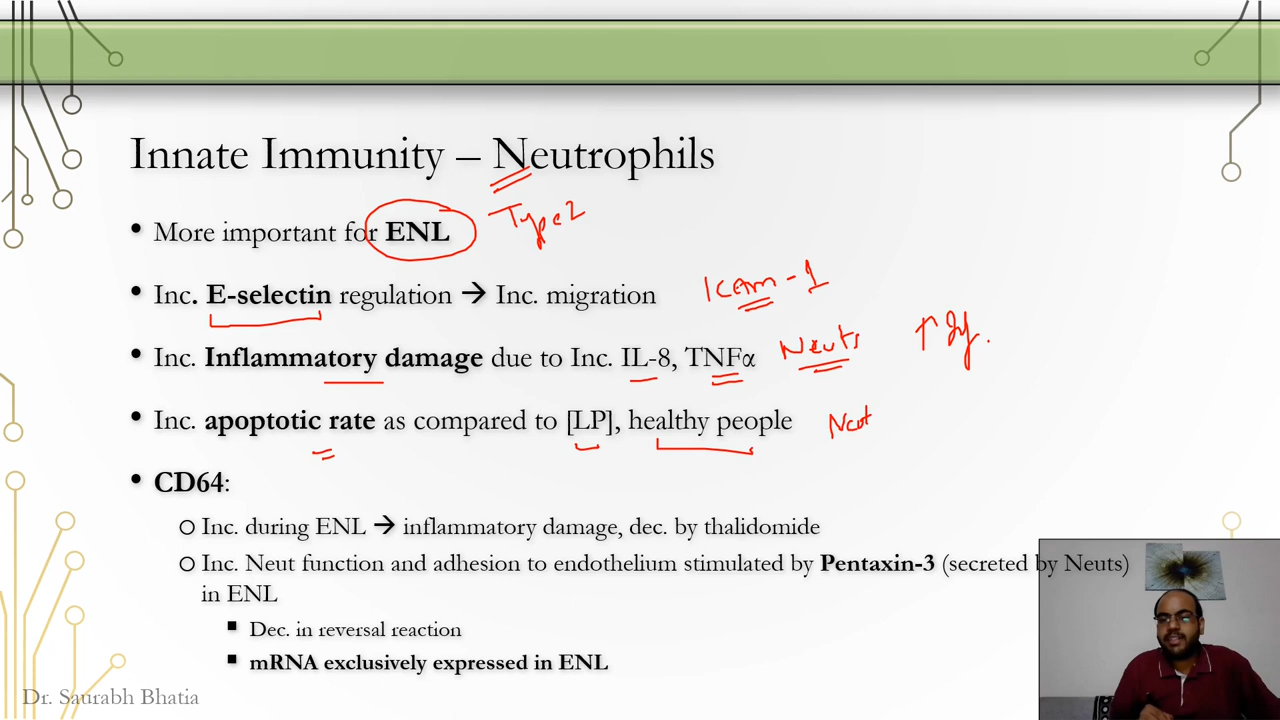 Innate Immunity – Neutrophils
• More important for ENL Type 2
• Inc. E-selectin regulation → Inc. migration ICAM-1
• Inc. Inflammatory damage due to Inc. IL-8, TNFα Neuts
• Inc. apoptotic rate as compared to [LP], healthy people Neut
• CD64:
○ Inc. during ENL → inflammatory damage, dec. by thalidomide
○ Inc. Neut function and adhesion to endothelium stimulated by Pentaxin-3 (secreted by Neuts)
in ENL
▪ Dec. in reversal reaction
▪ mRNA exclusively expressed in ENL
Dr. Saurabh Bhatia